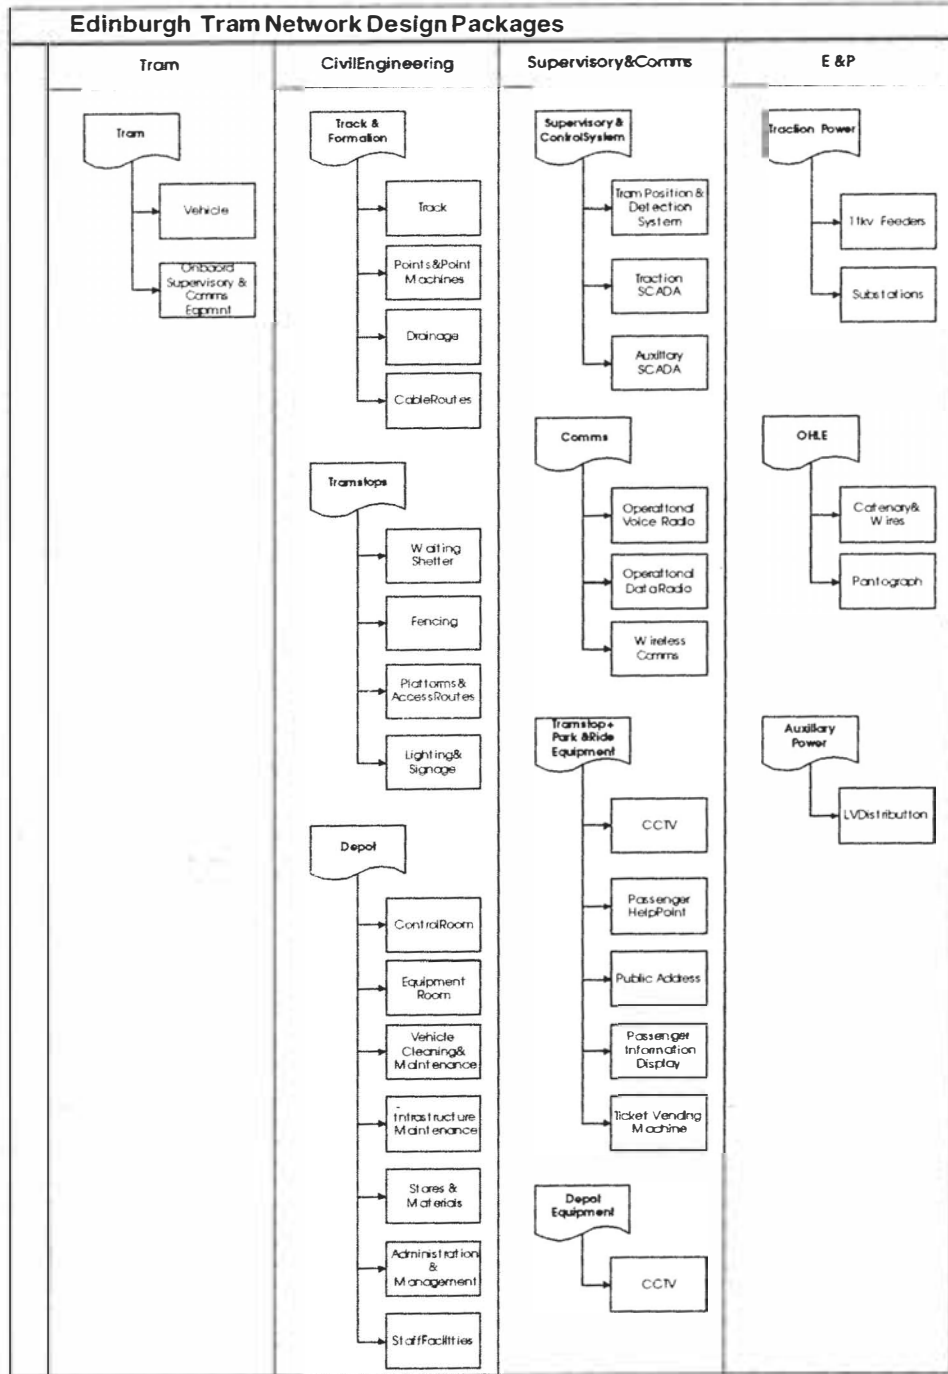 Edinburgh Tram Network Design Packages
Tram
CivilEngineering
Supervisory&Comms
E &P
Tram
Vehicle
Onboard
Supervisory &
Comms
Eqpmnt
Track &
Formation
Track
Points&Point
Machines
Drainage
CableRoutes
Tramstops
Waiting
Shelter
Fencing
Platforms&
AccessRoutes
Lighting&
Signage
Depot
ControlRoom
Equipment
Room
Vehicle
Cleaning&
Maintenance
Infrastructure
Maintenance
Stores &
Materials
Administration
&
Management
StaffFacilities
Supervisory &
ControlSystem
Tram Position &
Detection
System
Traction
SCADA
Auxillary
SCADA
Comms
Operational
Voice Radio
Operational
DataRadio
Wireless
Comms
Tramstop+
Park &Ride
Equipment
CCTV
Passenger
HelpPoint
Public Address
Passenger
Information
Display
Ticket Vending
Machine
Depot
Equipment
CCTV
Traction Power
11kv Feeders
Substations
OHLE
Catenary&
Wires
Pantograph
Auxillary
Power
LVDistribution